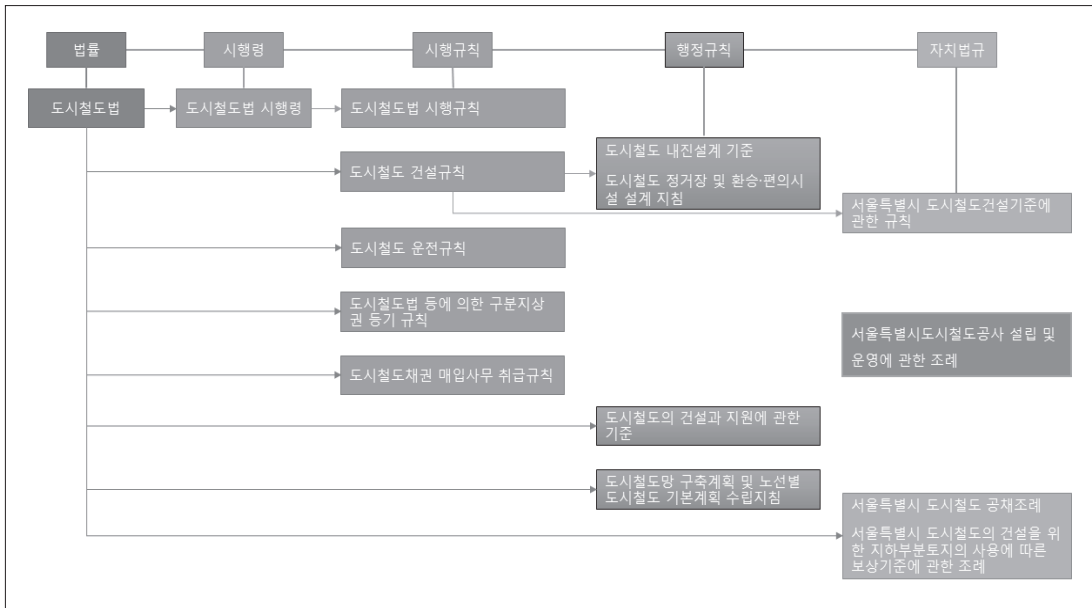 법률
시행령
시행규칙
행정규칙
자치법규
도시철도법
도시철도법 시행령
도시철도법 시행규칙
도시철도 건설규칙
도시철도 내진설계 기준
도시철도 정거장 및 환승·편의시
설 설계 지침
서울특별시 도시철도건설기준에
관한 규칙
도시철도 운전규칙
도시철도법 등에 의한 구분지상
권 등기 규칙
서울특별시도시철도공사 설립 및
운영에 관한 조례
도시철도채권 매입사무 취급규칙
도시철도의 건설과 지원에 관한
기준
도시철도망 구축계획 및 노선별
도시철도 기본계획 수립지침
서울특별시 도시철도 공채조례
서울특별시 도시철도의 건설을 위
한 지하부분토지의 사용에 따른
보상기준에 관한 조례